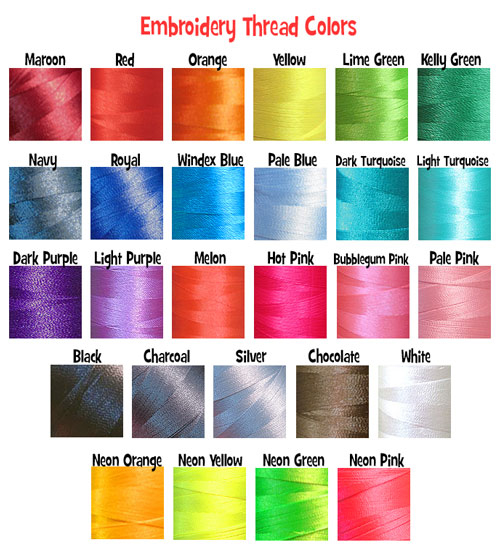 Embroidery Thread Colors
Maroon Red Orange Yellow Lime Green Kelly Green
Navy Royal Windex Blue Pale Blue Dark Turquoise Light Turquoise
Dark Purple Light Purple Melon Hot Pink Bubblegum Pink Pale Pink
Black Charcoal Silver Chocolate White
Neon Orange Neon Yellow Neon Green Neon Pink